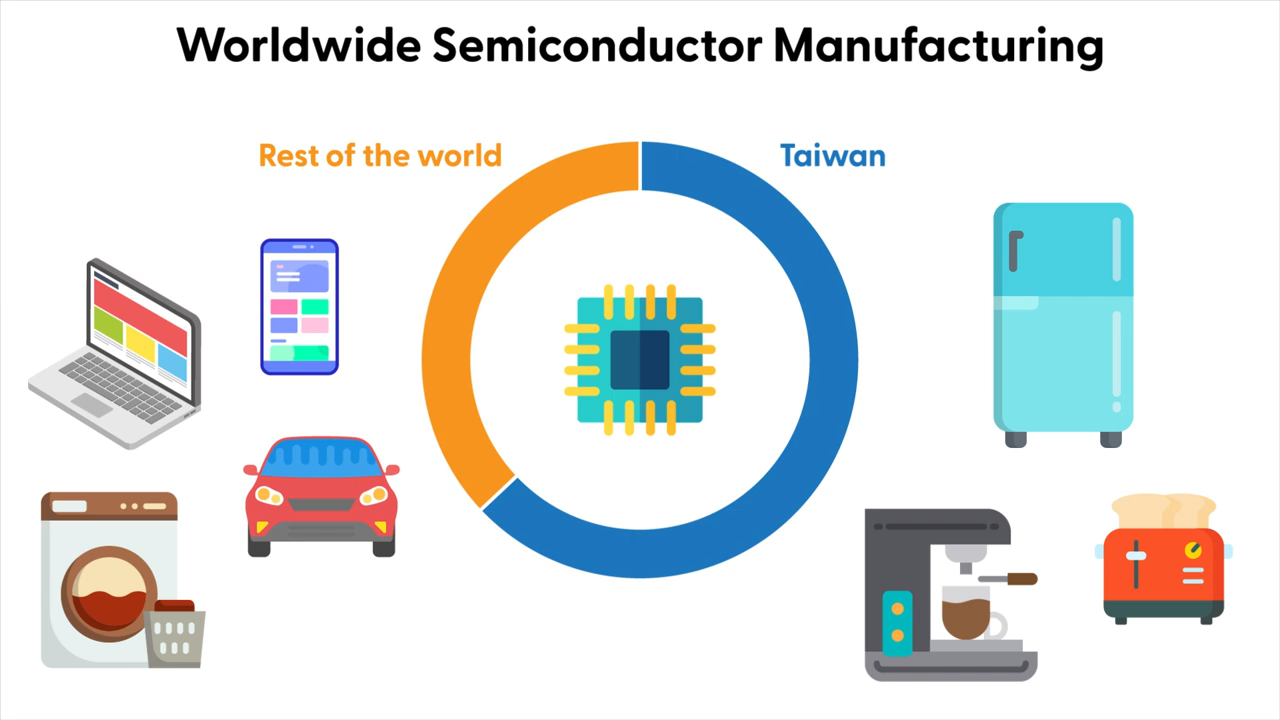 Worldwide Semiconductor Manufacturing
Rest of the world
Taiwan